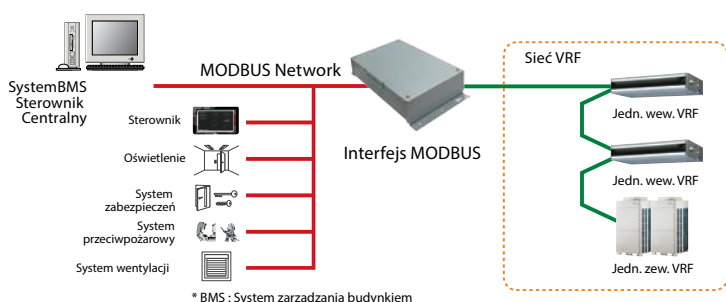 SystemBMS
Sterownik
Centralny
MODBUS Network
Sterownik
Oświetlenie
System
zabezpieczeń
System
przeciwpożarowy
System wentylacji
* BMS : System zarządzania budynkiem
Interfejs MODBUS
Sieć VRF
Jedn. wew. VRF
Jedn. wew. VRF
Jedn. zew. VRF